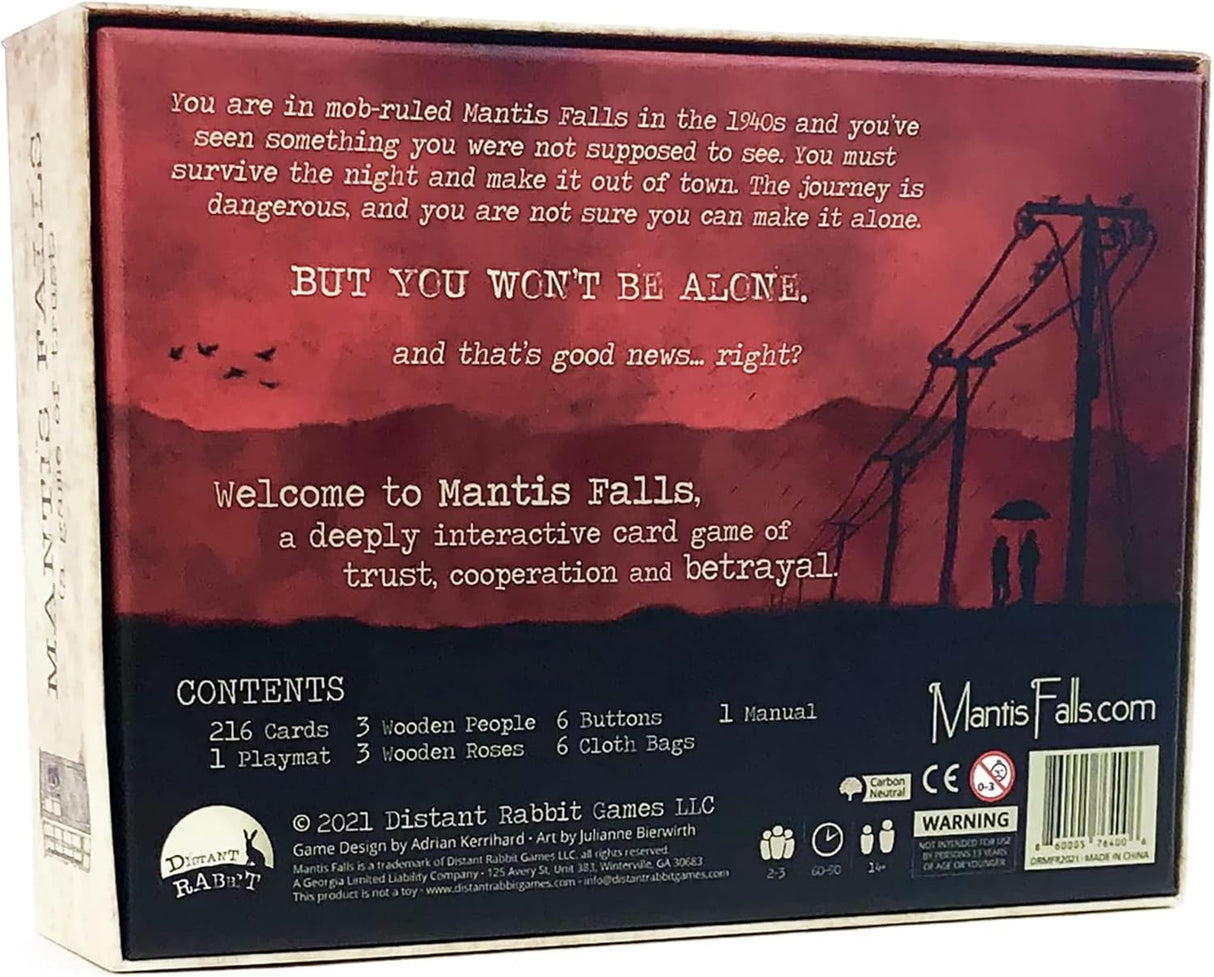 You are in mob-ruled Mantis Falls in the 1940s and you've
seen something you were not supposed to see. You must
survive the night and make it out of town. The journey is
dangerous, and you are not sure you can make it alone.
BUT YOU WON'T BE ALONE.
and that's good news... right?
Welcome to Mantis Falls,
a deeply interactive card game of
trust, cooperation and betrayal.
CONTENTS
216 Cards 3 Wooden People 6 Buttons 1 Manual
1 Playmat 3 Wooden Roses 6 Cloth Bags
MantisFalls.com
Carbon
Neutral
CE
0-3
DISTANT
RABBIT
© 2021 Distant Rabbit Games LLC
Game Design by Adrian Kerrihard · Art by Julianne Bierwirth
Mantis Falls is a trademark of Distant Rabbit Games LLC, all rights reserved.
A Georgia Limited Liability Company · 125 Avery St. Unit 383, Winterville, GA 30683
This product is not a toy · www.distantrabbitgames.com · info@distantrabbitgames.com
2-3
60-90
14+
WARNING
NOT INTENDED FOR USE
BY PERSONS 13 YEARS
OF AGE OR YOUNGER
8 60005 76400 6
DRMFR2021 · MADE IN CHINA
MANTIS FALLS
a game of trust